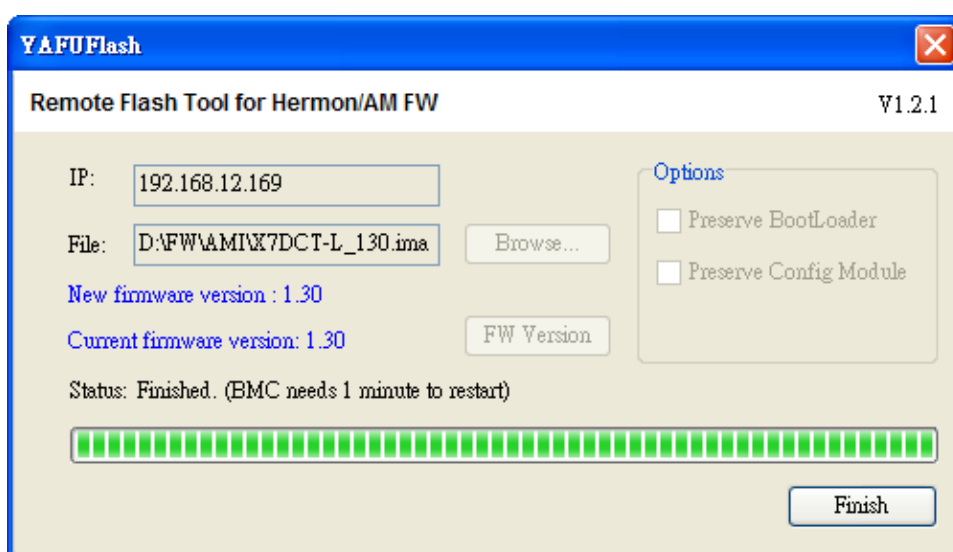 YAFUFlash
Remote Flash Tool for Hermon/AM FW V1.2.1
IP: 192.168.12.169
File: D:\FW\AMI\X7DCT-L_130.ima Browse...
New firmware version : 1.30
Current firmware version: 1.30 FW Version
Options
Preserve BootLoader
Preserve Config Module
Status: Finished. (BMC needs 1 minute to restart)
Finish